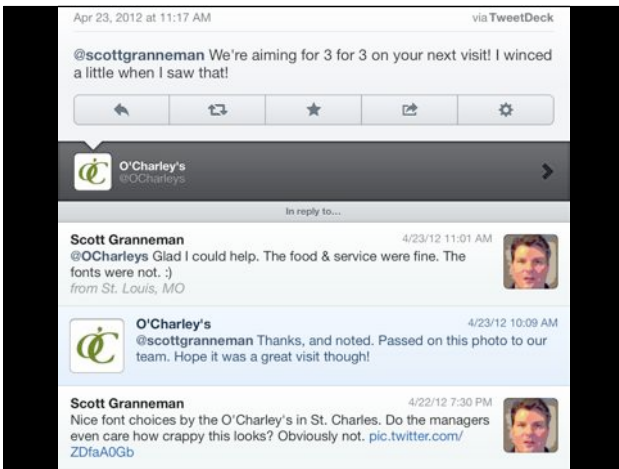 Apr 23, 2012 at 11:17 AM via TweetDeck
@scottgranneman We're aiming for 3 for 3 on your next visit! I winced
a little when I saw that!
O'Charley's
@OCharleys
In reply to...
Scott Granneman 4/23/12 11:01 AM
@OCharleys Glad I could help. The food & service were fine. The
fonts were not. :)
from St. Louis, MO
O'Charley's 4/23/12 10:09 AM
@scottgranneman Thanks, and noted. Passed on this photo to our
team. Hope it was a great visit though!
Scott Granneman 4/22/12 7:30 PM
Nice font choices by the O'Charley's in St. Charles. Do the managers
even care how crappy this looks? Obviously not. pic.twitter.com/
ZDfaA0Gb